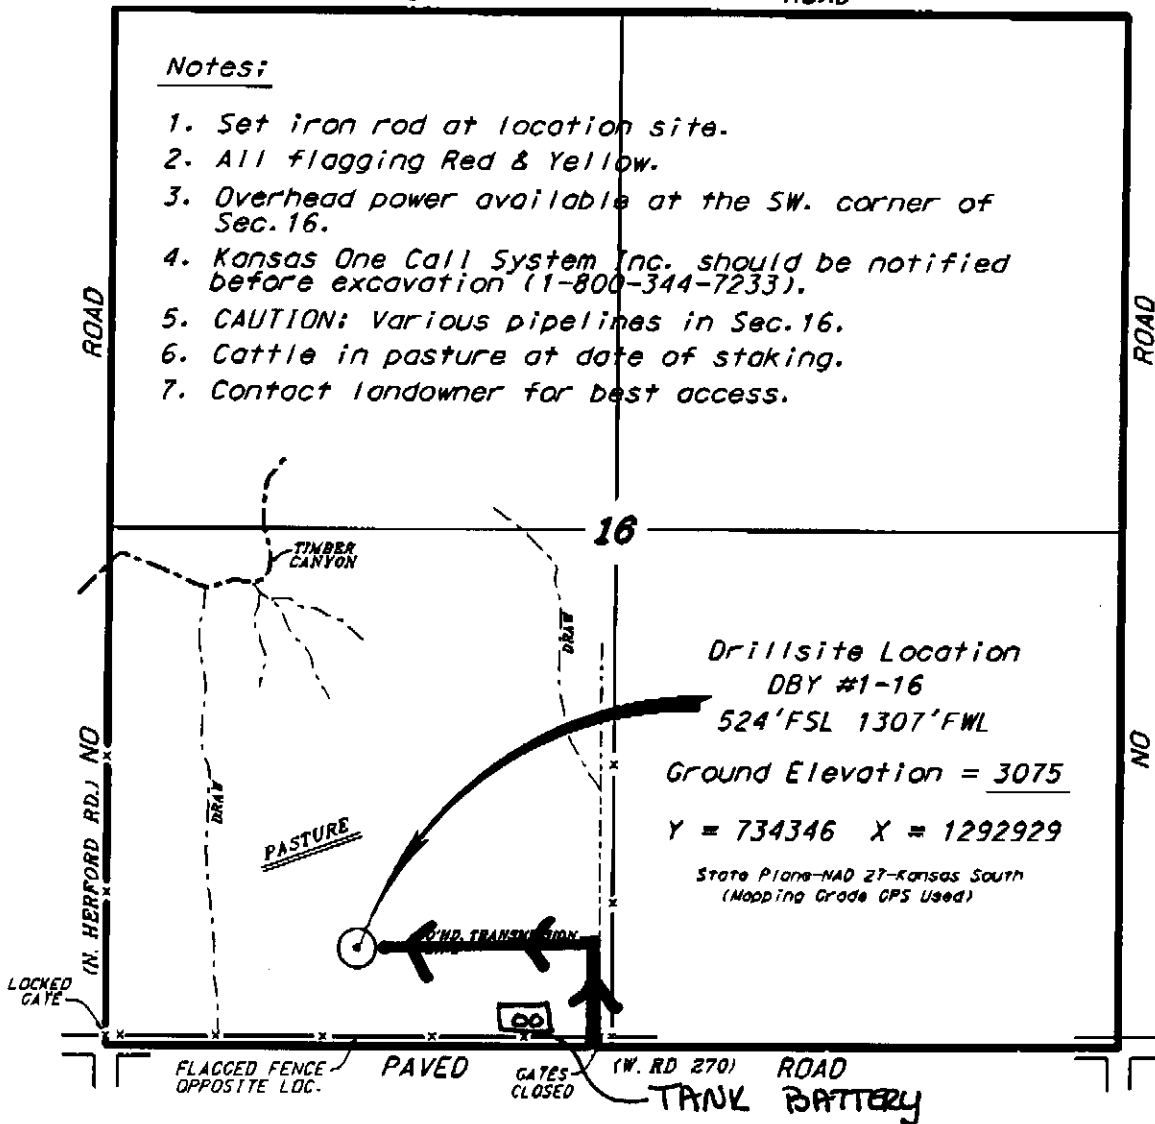 ROAD
Notes:
1. Set iron rod at location site.
2. All flagging Red & Yellow.
3. Overhead power available at the SW. corner of
Sec. 16.
4. Kansas One Call System Inc. should be notified
before excavation (1-800-344-7233).
5. CAUTION: Various pipelines in Sec. 16.
6. Cattle in pasture at date of staking.
7. Contact landowner for best access.
ROAD
ROAD
16
TIMBER
CANYON
DRAW
Drillsite Location
DBY #1-16
524'FSL 1307'FWL
Ground Elevation = 3075
Y = 734346 X = 1292929
State Plane-NAD 27-Kansas South
(Mapping Grade GPS Used)
(N. HERFORD RD.) NO
NO
DRAW
PASTURE
O'HD. TRANSMISSION
LOCKED
GATE
FLAGGED FENCE
OPPOSITE LOC.
PAVED
GATES
CLOSED
(W. RD 270)
ROAD
TANK BATTERY